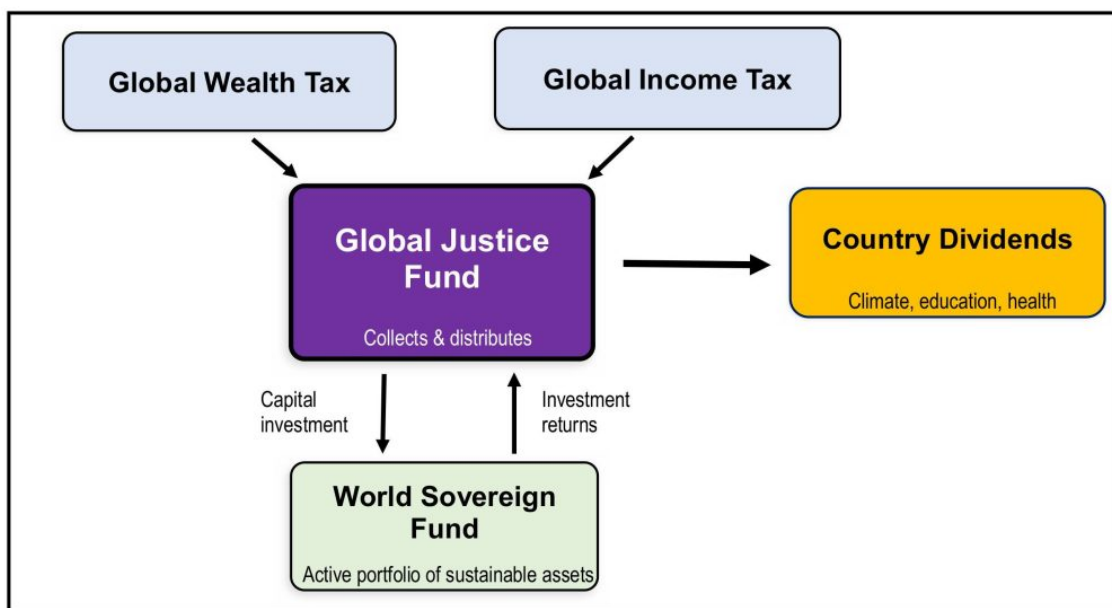 Global Wealth Tax
Global Income Tax
Global Justice
Fund
Collects & distributes
Country Dividends
Climate, education, health
Capital
investment
Investment
returns
World Sovereign
Fund
Active portfolio of sustainable assets